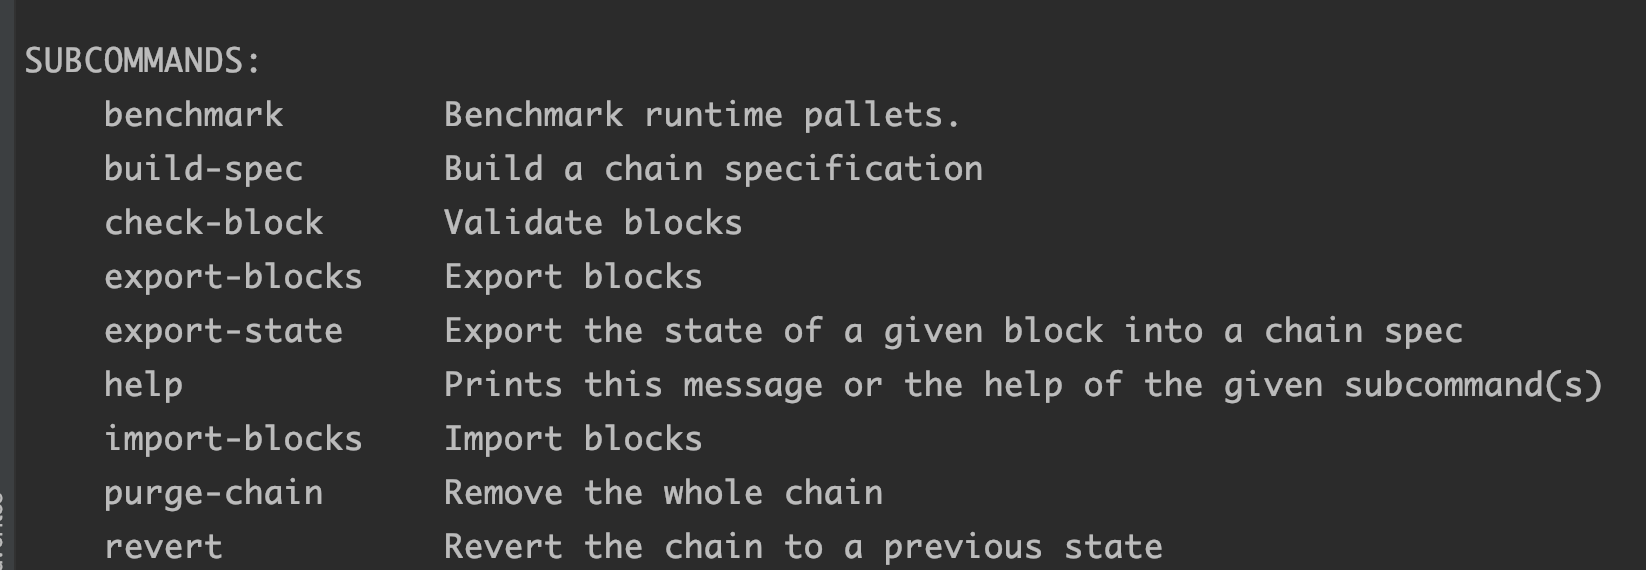 SUBCOMMANDS:
benchmark Benchmark runtime pallets.
build-spec Build a chain specification
check-block Validate blocks
export-blocks Export blocks
export-state Export the state of a given block into a chain spec
help Prints this message or the help of the given subcommand(s)
import-blocks Import blocks
purge-chain Remove the whole chain
revert Revert the chain to a previous state